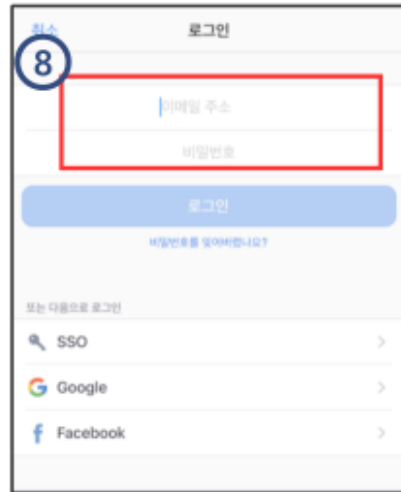 취소
로그인
8
이메일 주소
비밀번호
로그인
비밀번호를 잊어버렸나요?
또는 다음으로 로그인
SSO
Google
Facebook